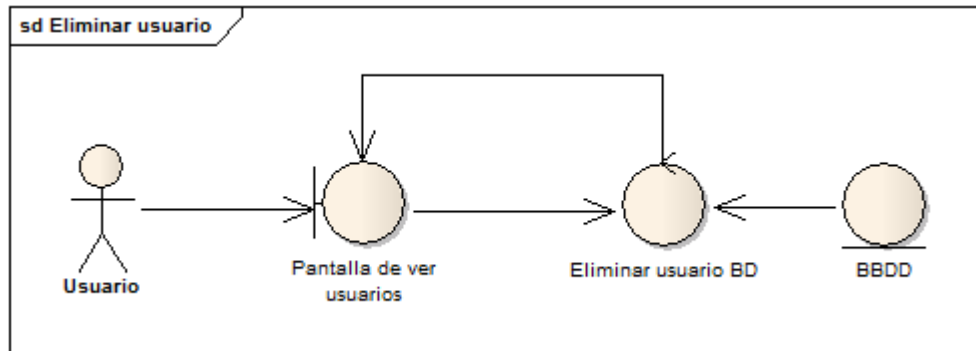 sd Eliminar usuario
Usuario
Pantalla de ver
usuarios
Eliminar usuario BD
BBDD